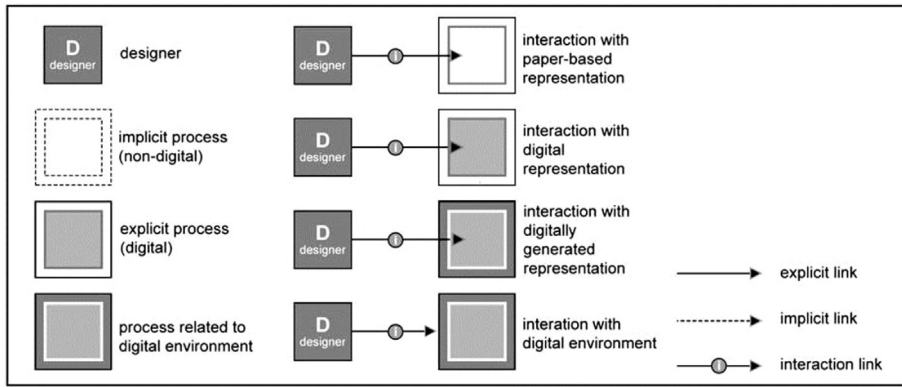 D
designer
designer
implicit process
(non-digital)
explicit process
(digital)
process related to
digital environment
D
designer
i
interaction with
paper-based
representation
D
designer
i
interaction with
digital
representation
D
designer
i
interaction with
digitally
generated
representation
D
designer
i
interation with
digital environment
explicit link
implicit link
i
interaction link